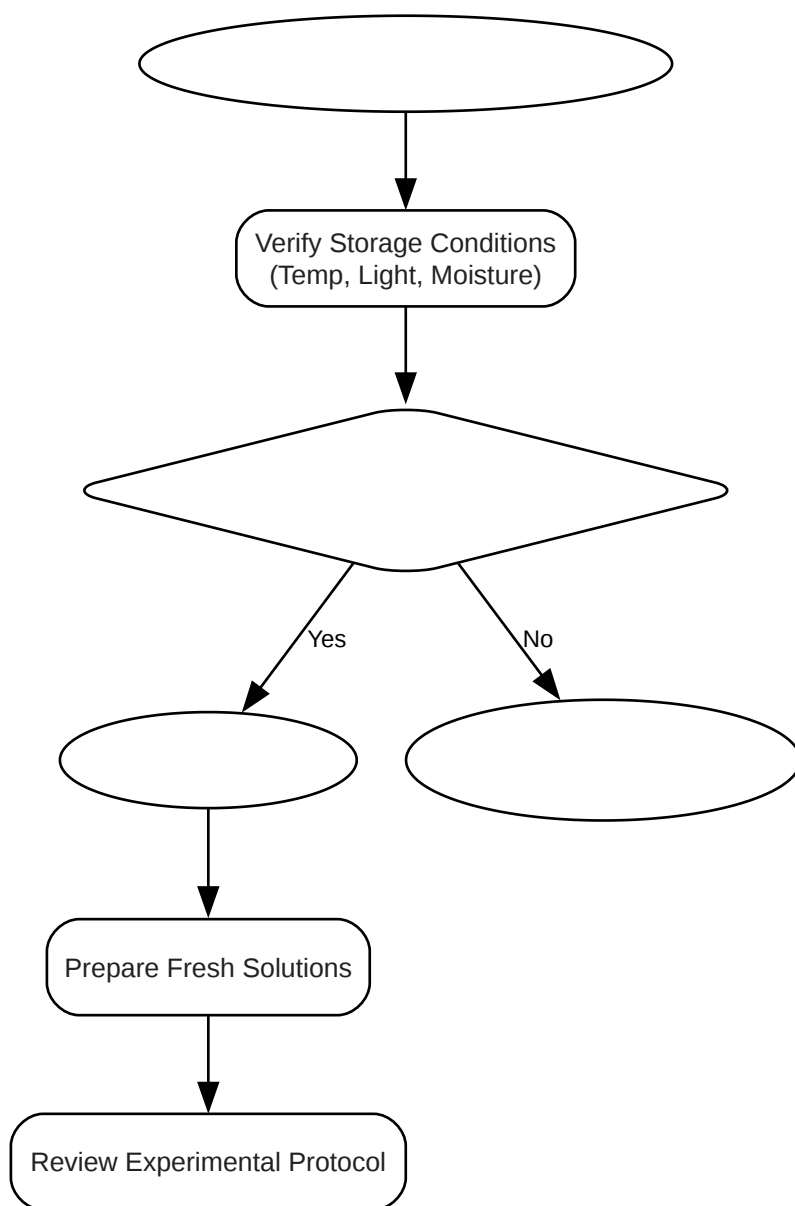 Verify Storage Conditions
(Temp, Light, Moisture)
Yes
No
Prepare Fresh Solutions
Review Experimental Protocol